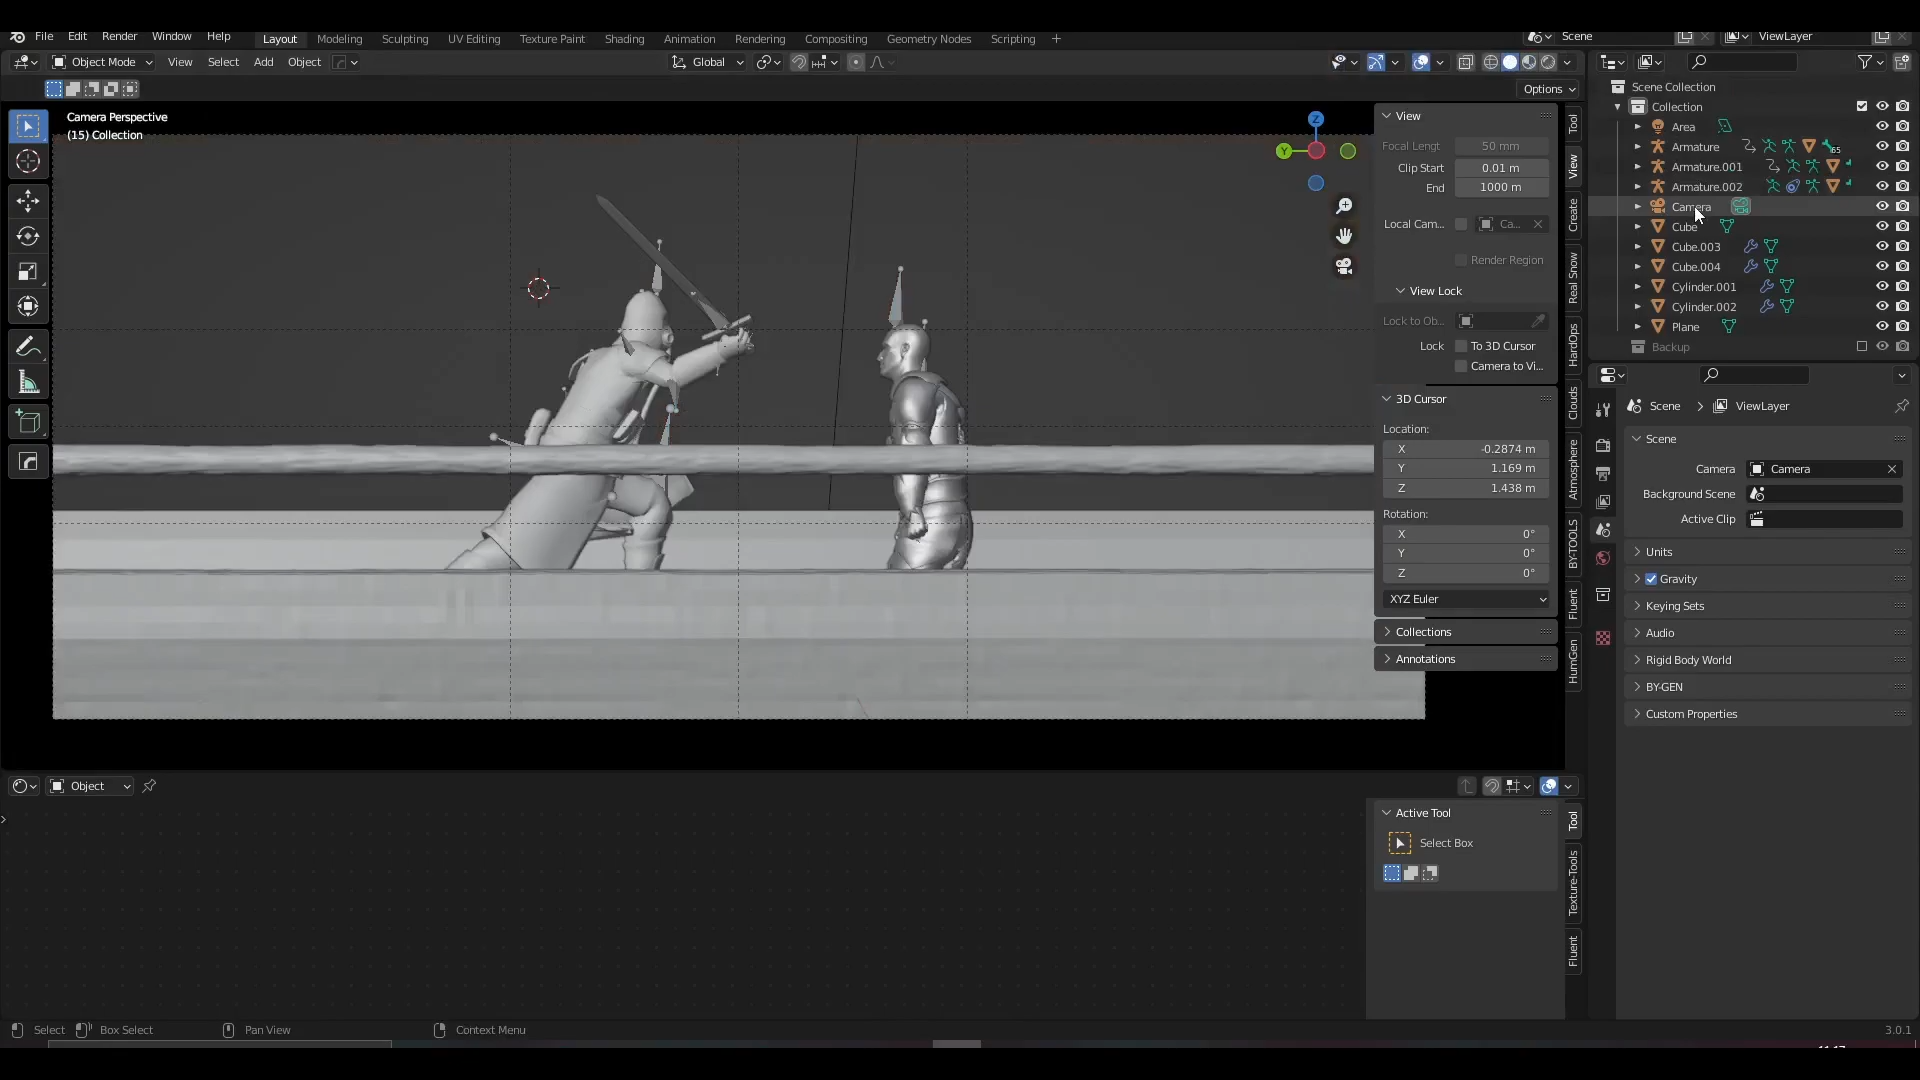 File Edit Render Window Help Layout Modeling Sculpting UV Editing Texture Paint Shading Animation Rendering Compositing Geometry Nodes Scripting + Scene ViewLayer
Object Mode View Select Add Object Global
Options
Camera Perspective
(15) Collection
Z
Y
View
Focal Lengt 50 mm
Clip Start 0.01 m
End 1000 m
Local Cam... Ca...
Render Region
View Lock
Lock to Ob...
Lock To 3D Cursor
Camera to Vi...
3D Cursor
Location:
X -0.2874 m
Y 1.169 m
Z 1.438 m
Rotation:
X 0°
Y 0°
Z 0°
XYZ Euler
Collections
Annotations
Tool
View
Create
Real Snow
HardOps
Clouds
Atmosphere
BY-TOOLS
Fluent
HumGen
Scene Collection
Collection
Area
Armature 65
Armature.001
Armature.002
Camera
Cube
Cube.003
Cube.004
Cylinder.001
Cylinder.002
Plane
Backup
Scene > ViewLayer
Scene
Camera Camera
Background Scene
Active Clip
Units
Gravity
Keying Sets
Audio
Rigid Body World
BY-GEN
Custom Properties
Object
Active Tool
Select Box
Tool
Texture-Tools
Fluent
Select Box Select Pan View Context Menu 3.0.1